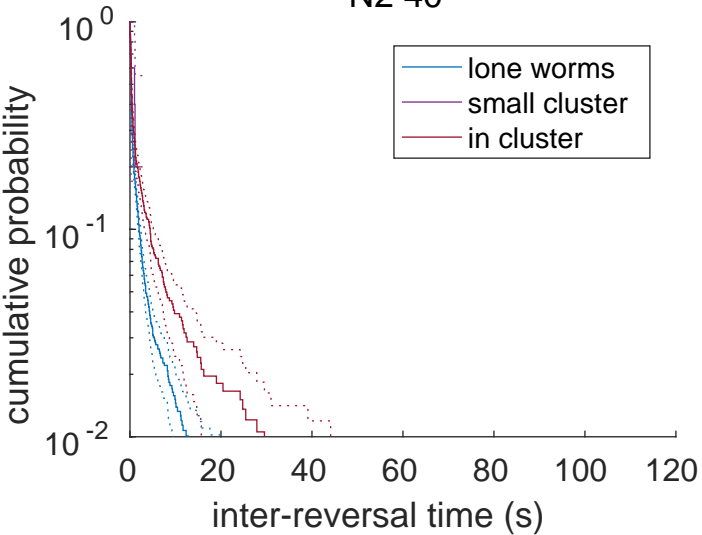 10^0
lone worms
small cluster
in cluster
cumulative probability
10^-1
10^-2
0 20 40 60 80 100 120
inter-reversal time (s)